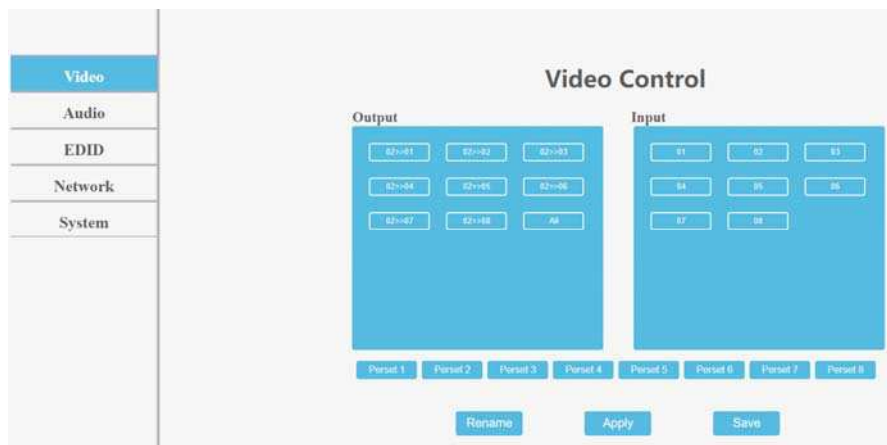 Video
Audio
EDID
Network
System
Video Control
Output
02>>01 02>>02 02>>03
02>>04 02>>05 02>>06
02>>07 02>>08 All
Input
01 02 03
04 05 06
07 08
Perset 1 Perset 2 Perset 3 Perset 4 Perset 5 Perset 6 Perset 7 Perset 8
Rename Apply Save